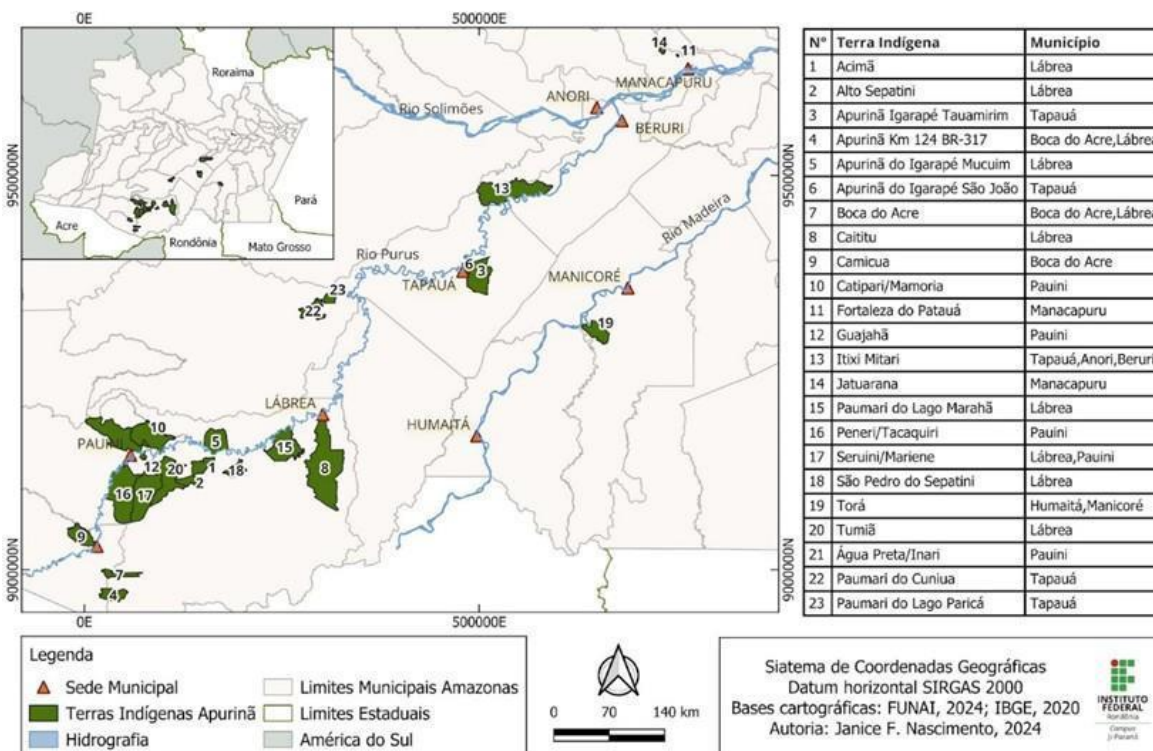 0E
500000E
Roraima
Pará
Acre
Rondônia
Mato Grosso
14
11
MANACAPURU
ANORI
Rio Solimões
BERURI
9500000N
9500000N
13
Rio Madeira
Rio Purus
6
3
TAPAUÁ
MANICORÉ
23
22
19
LÁBREA
HUMAITÁ
10
PAUINI
5
15
12
20
1
18
8
2
16
17
9
7
4
9000000N
9000000N
0E
500000E
N° Terra Indígena Município
1 Acimã Lábrea
2 Alto Sepatini Lábrea
3 Apurinã Igarapé Tauamirim Tapauá
4 Apurinã Km 124 BR-317 Boca do Acre,Lábrea
5 Apurinã do Igarapé Mucuim Lábrea
6 Apurinã do Igarapé São João Tapauá
7 Boca do Acre Boca do Acre,Lábrea
8 Caititu Lábrea
9 Camicua Boca do Acre
10 Catipari/Mamoria Pauini
11 Fortaleza do Patauá Manacapuru
12 Guajahã Pauini
13 Itixi Mitari Tapauá,Anori,Beruri
14 Jatuarana Manacapuru
15 Paumari do Lago Marahã Lábrea
16 Peneri/Tacaquiri Pauini
17 Seruini/Mariene Lábrea,Pauini
18 São Pedro do Sepatini Lábrea
19 Torá Humaitá,Manicoré
20 Tumiã Lábrea
21 Água Preta/Inari Pauini
22 Paumari do Cuniua Tapauá
23 Paumari do Lago Paricá Tapauá
Legenda
Sede Municipal
Terras Indígenas Apurinã
Hidrografia
Limites Municipais Amazonas
Limites Estaduais
América do Sul
0 70 140 km
Siatema de Coordenadas Geográficas
Datum horizontal SIRGAS 2000
Bases cartográficas: FUNAI, 2024; IBGE, 2020
Autoria: Janice F. Nascimento, 2024
INSTITUTO
FEDERAL
Rondônia
Campus
Ji-Paraná